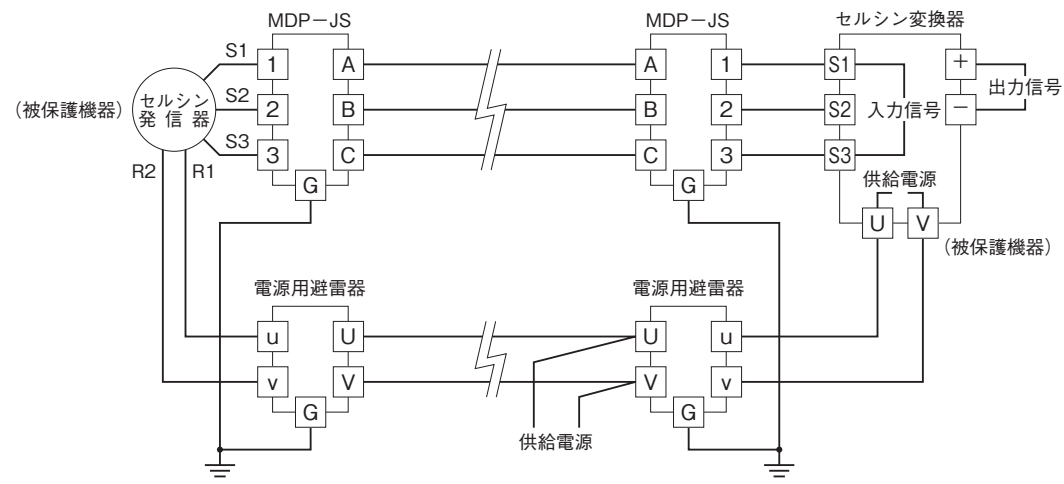 MDP－JS
MDP－JS
セルシン変換器
S1
1
A
A
1
S1
＋
出力信号
(被保護機器)
セルシン
発信器
S2
2
B
B
2
S2
入力信号
－
S3
3
C
C
3
S3
R2
R1
G
G
供給電源
U
V
(被保護機器)
電源用避雷器
電源用避雷器
u
U
U
u
v
V
V
v
G
G
供給電源